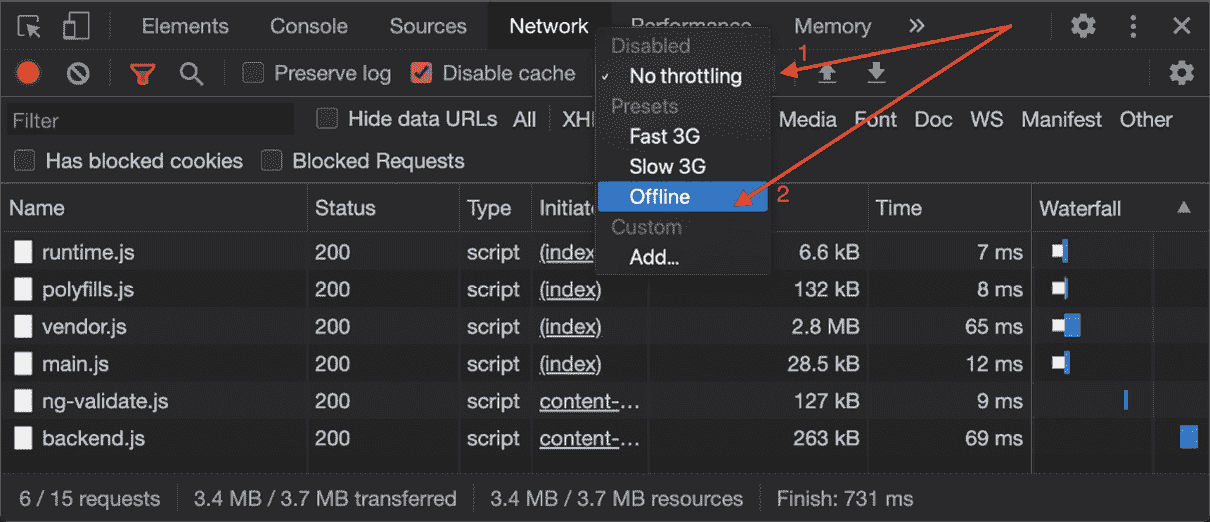 Elements Console Sources Network Performance Memory
Disabled
Preserve log Disable cache No throttling 1
Presets
Filter Hide data URLs All XH Media Font Doc WS Manifest Other
Fast 3G
Has blocked cookies Blocked Requests Slow 3G
Offline 2
Custom
Add...
Name Status Type Initiato Time Waterfall
runtime.js 200 script (index 6.6 kB 7 ms
polyfills.js 200 script (index) 132 kB 8 ms
vendor.js 200 script (index) 2.8 MB 65 ms
main.js 200 script (index) 28.5 kB 12 ms
ng-validate.js 200 script content-... 127 kB 9 ms
backend.js 200 script content-... 263 kB 69 ms
6 / 15 requests 3.4 MB / 3.7 MB transferred 3.4 MB / 3.7 MB resources Finish: 731 ms